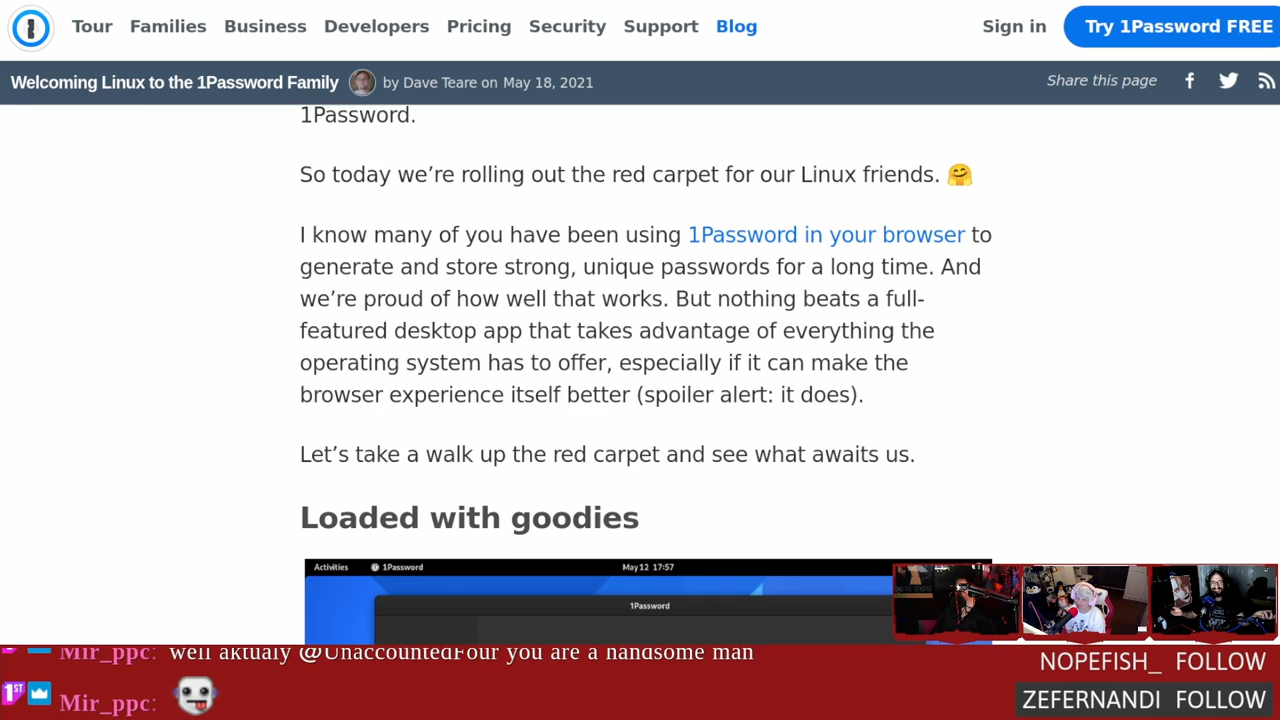 Tour Families Business Developers Pricing Security Support Blog Sign in Try 1Password FREE
Welcoming Linux to the 1Password Family by Dave Teare on May 18, 2021 Share this page
1Password.
So today we’re rolling out the red carpet for our Linux friends. 🤗
I know many of you have been using 1Password in your browser to
generate and store strong, unique passwords for a long time. And
we’re proud of how well that works. But nothing beats a full-
featured desktop app that takes advantage of everything the
operating system has to offer, especially if it can make the
browser experience itself better (spoiler alert: it does).
Let’s take a walk up the red carpet and see what awaits us.
Loaded with goodies
Activities 1Password May 12 17:57
1Password
Mir_ppc: well aktualy @UnaccountedFour you are a handsome man
1ST Mir_ppc:
NOPEFISH_ FOLLOW
ZEFERNANDI FOLLOW